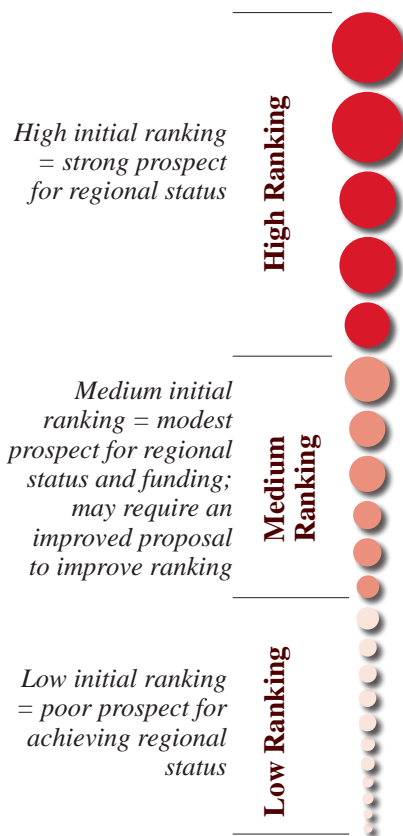 High initial ranking
= strong prospect
for regional status
High Ranking
Medium initial
ranking = modest
prospect for regional
status and funding;
may require an
improved proposal
to improve ranking
Medium
Ranking
Low initial ranking
= poor prospect for
achieving regional
status
Low Ranking